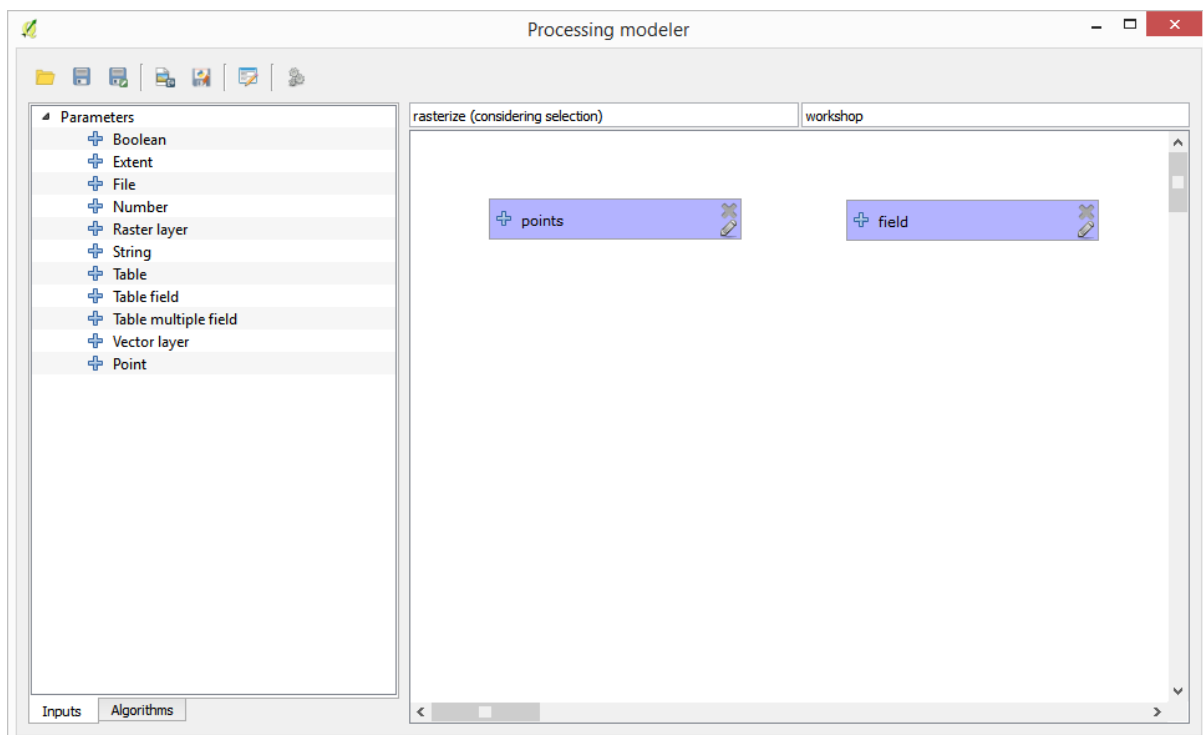 Processing modeler
Parameters
Boolean
Extent
File
Number
Raster layer
String
Table
Table field
Table multiple field
Vector layer
Point
Inputs
Algorithms
rasterize (considering selection)
workshop
points
field